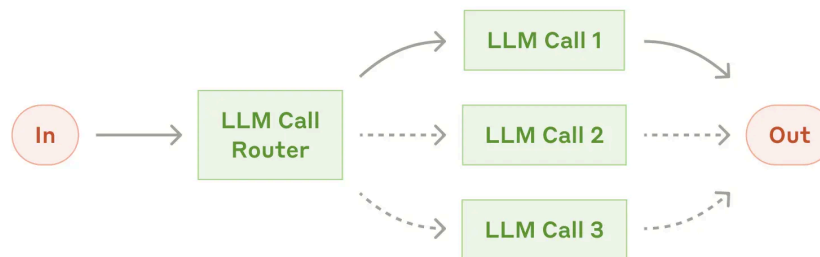 In
LLM Call
Router
LLM Call 1
LLM Call 2
LLM Call 3
Out